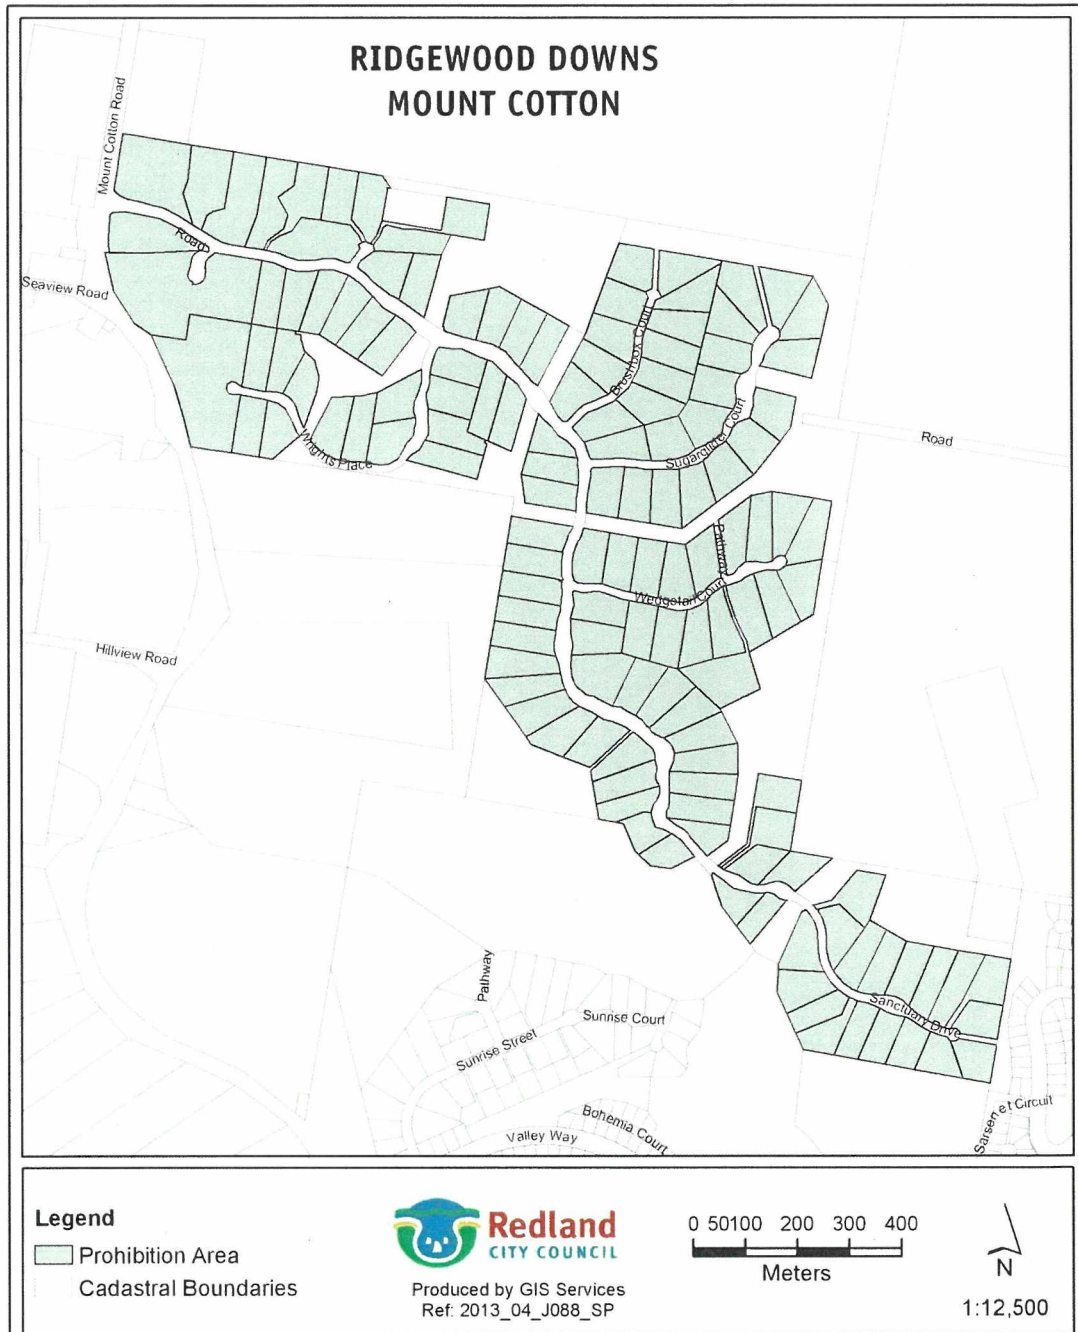 RIDGEWOOD DOWNS
MOUNT COTTON
Mount Cotton Road
Road
Seaview Road
Brushbox Court
Sugarglider Court
Road
Wrights Place
Pathway
Wedgetail Court
Hillview Road
Pathway
Sunrise Court
Sunrise Street
Sanctuary Drive
Bohemia Court
Valley Way
Sarsenet Circuit
Legend
Prohibition Area
Cadastral Boundaries
Redland
CITY COUNCIL
Produced by GIS Services
Ref: 2013_04_J088_SP
0 50100 200 300 400
Meters
N
1:12,500